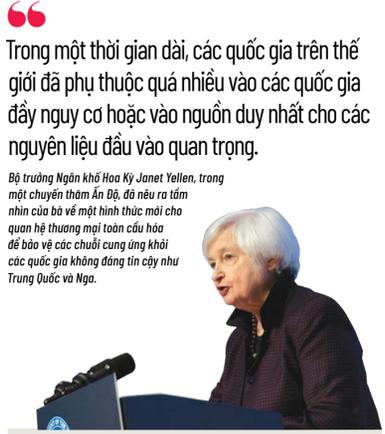 Trong một thời gian dài, các quốc gia trên thế
giới đã phụ thuộc quá nhiều vào các quốc gia
đầy nguy cơ hoặc vào nguồn duy nhất cho các
nguyên liệu đầu vào quan trọng.
Bộ trưởng Ngân khố Hoa Kỳ Janet Yellen, trong
một chuyến thăm Ấn Độ, đã nêu ra tầm
nhìn của bà về một hình thức mới cho
quan hệ thương mại toàn cầu hóa
để bảo vệ các chuỗi cung ứng khỏi
các quốc gia không đáng tin cậy như
Trung Quốc và Nga.